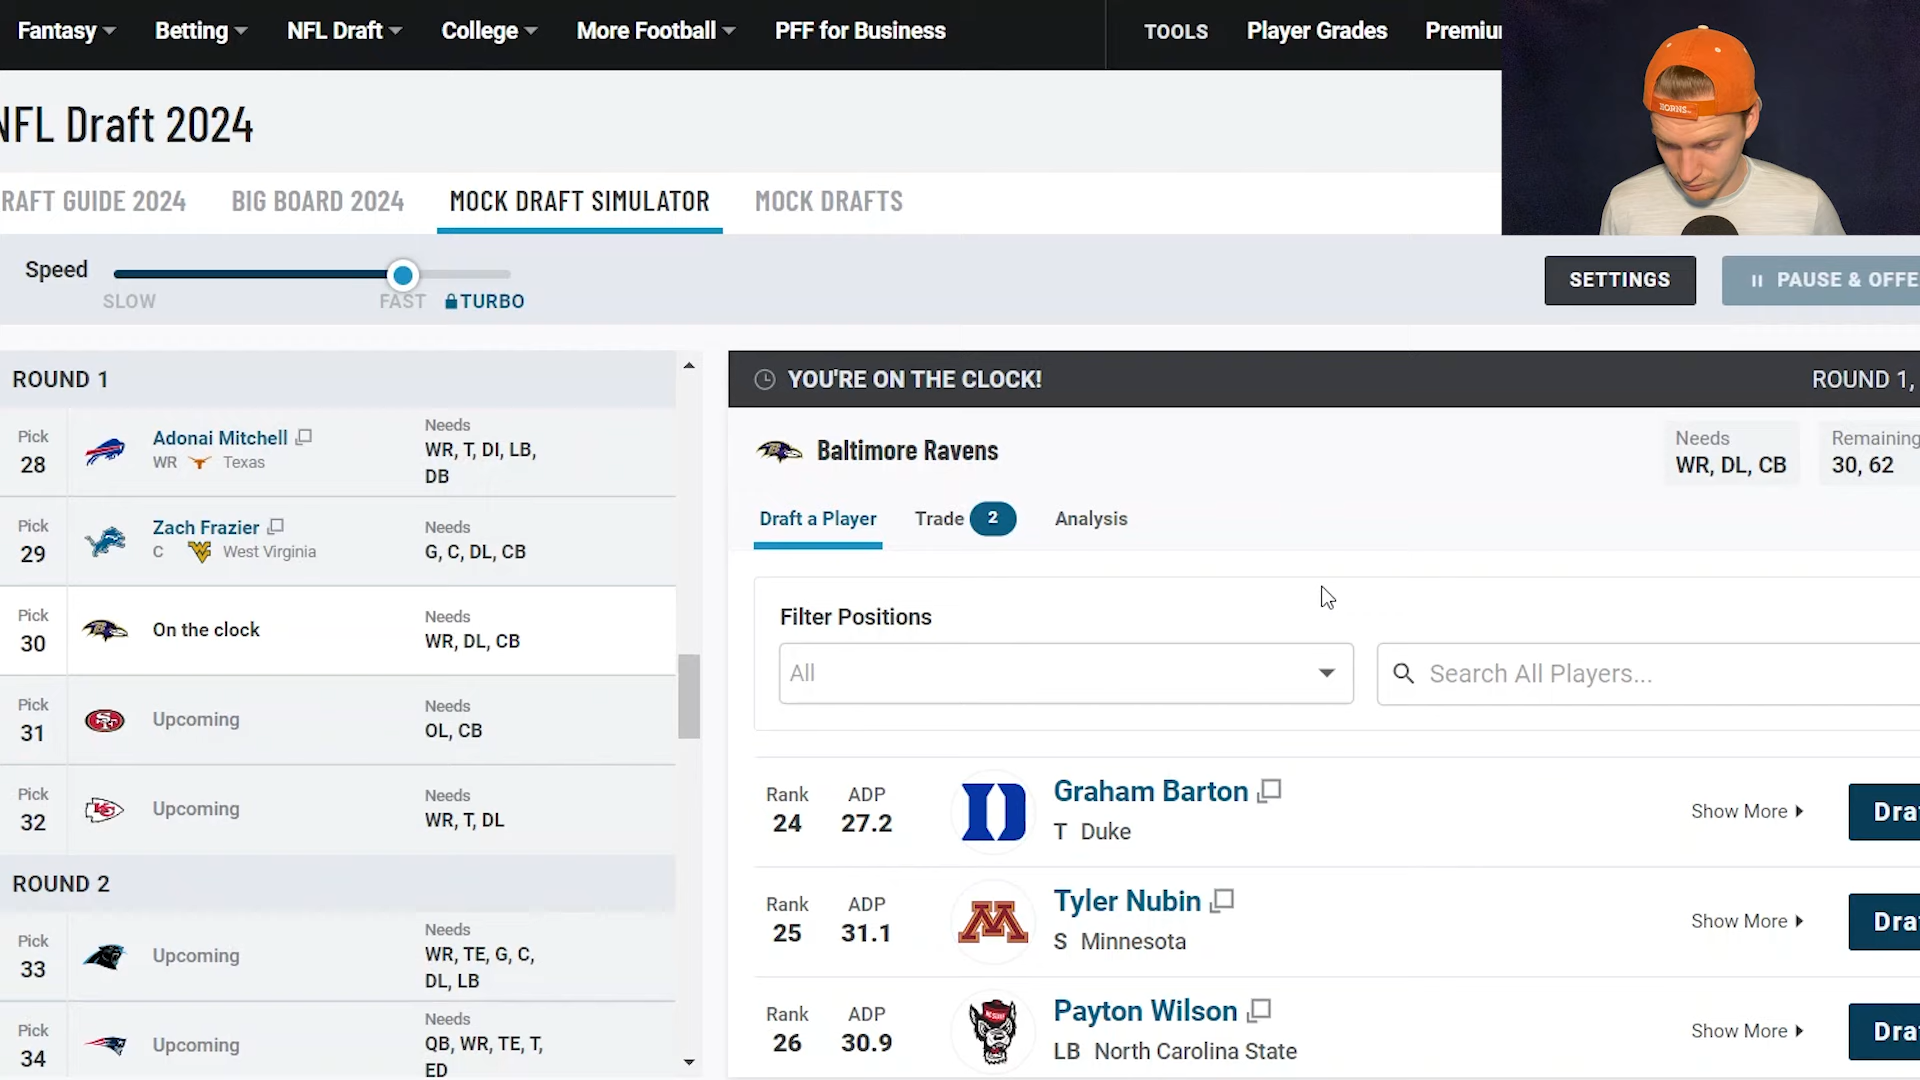 Fantasy
Betting
NFL Draft
College
More Football
PFF for Business
TOOLS
Player Grades
Premium
NFL Draft 2024
DRAFT GUIDE 2024
BIG BOARD 2024
MOCK DRAFT SIMULATOR
MOCK DRAFTS
HORNS
Speed
SLOW
FAST
TURBO
SETTINGS
PAUSE & OFFE
ROUND 1
Pick
28
Adonai Mitchell
WR Texas
Needs
WR, T, DI, LB,
DB
Pick
29
Zach Frazier
C West Virginia
Needs
G, C, DL, CB
Pick
30
On the clock
Needs
WR, DL, CB
Pick
31
Upcoming
Needs
OL, CB
Pick
32
Upcoming
Needs
WR, T, DL
ROUND 2
Pick
33
Upcoming
Needs
WR, TE, G, C,
DL, LB
Pick
34
Upcoming
Needs
QB, WR, TE, T,
ED
YOU'RE ON THE CLOCK!
ROUND 1,
Baltimore Ravens
Needs
WR, DL, CB
Remaining
30, 62
Draft a Player
Trade 2
Analysis
Filter Positions
All
Search All Players...
Rank
24
ADP
27.2
Graham Barton
T Duke
Show More
Dra
Rank
25
ADP
31.1
Tyler Nubin
S Minnesota
Show More
Dra
Rank
26
ADP
30.9
Payton Wilson
LB North Carolina State
Show More
Dra